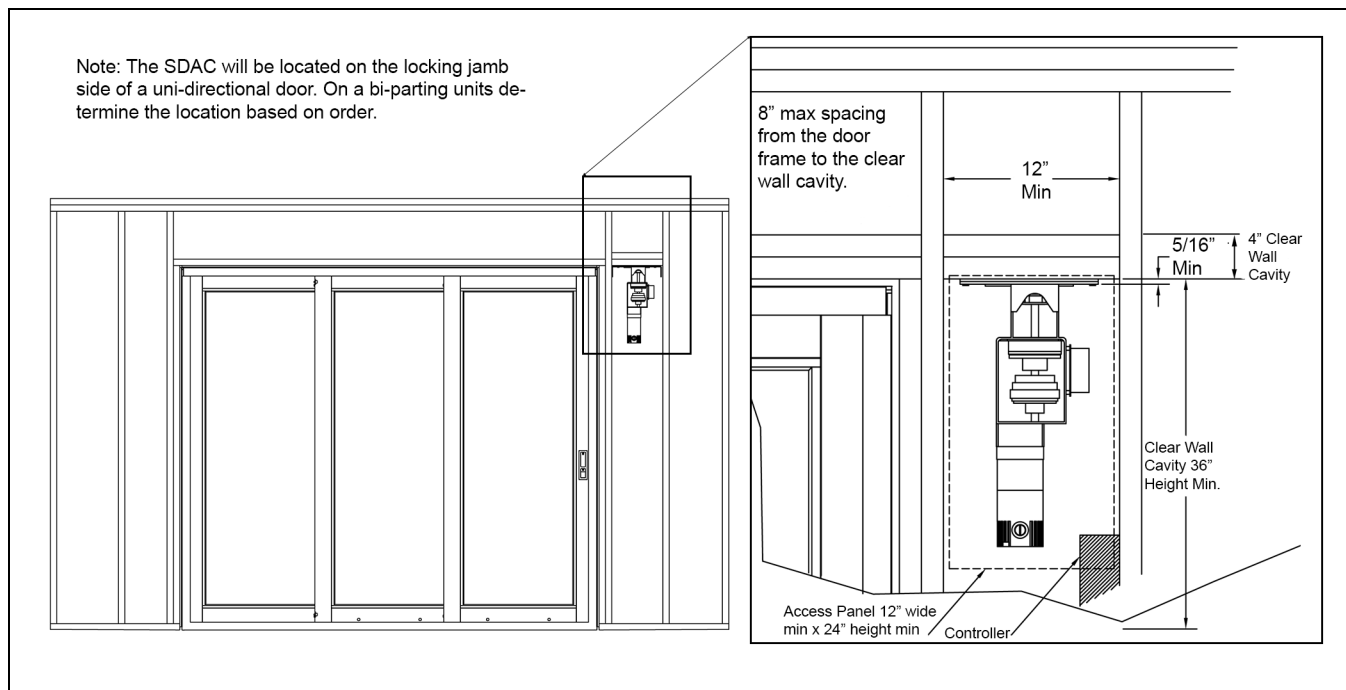 Note: The SDAC will be located on the locking jamb
side of a uni-directional door. On a bi-parting units de-
termine the location based on order.
8” max spacing
from the door
frame to the clear
wall cavity.
12”
Min
5/16”
Min
4” Clear
Wall
Cavity
Clear Wall
Cavity 36”
Height Min.
Access Panel 12” wide
min x 24” height min
Controller